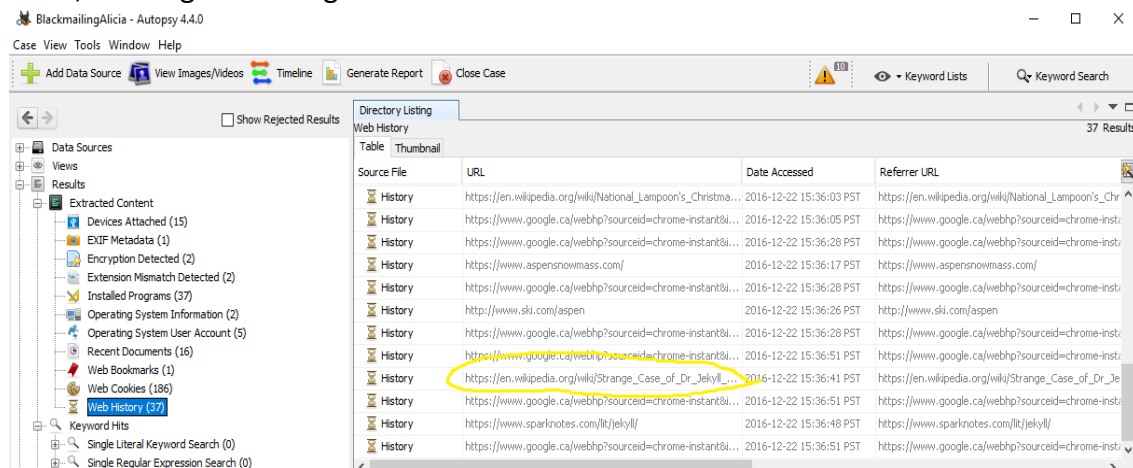 BlackmailingAlicia - Autopsy 4.4.0
Case View Tools Window Help
Add Data Source View Images/Videos Timeline Generate Report Close Case 10 Keyword Lists Keyword Search
Show Rejected Results
Data Sources
Views
Results
Extracted Content
Devices Attached (15)
EXIF Metadata (1)
Encryption Detected (2)
Extension Mismatch Detected (2)
Installed Programs (37)
Operating System Information (2)
Operating System User Account (5)
Recent Documents (16)
Web Bookmarks (1)
Web Cookies (186)
Web History (37)
Keyword Hits
Single Literal Keyword Search (0)
Single Regular Expression Search (0)
Directory Listing
Web History 37 Results
Table Thumbnail
Source File URL Date Accessed Referrer URL
History https://en.wikipedia.org/wiki/National_Lampoon's_Christma... 2016-12-22 15:36:03 PST https://en.wikipedia.org/wiki/National_Lampoon's_Chr
History https://www.google.ca/webhp?sourceid=chrome-instant&i... 2016-12-22 15:36:05 PST https://www.google.ca/webhp?sourceid=chrome-insta
History https://www.google.ca/webhp?sourceid=chrome-instant&i... 2016-12-22 15:36:28 PST https://www.google.ca/webhp?sourceid=chrome-insta
History https://www.aspensnowmass.com/ 2016-12-22 15:36:17 PST https://www.aspensnowmass.com/
History https://www.google.ca/webhp?sourceid=chrome-instant&i... 2016-12-22 15:36:28 PST https://www.google.ca/webhp?sourceid=chrome-insta
History http://www.ski.com/aspen 2016-12-22 15:36:26 PST http://www.ski.com/aspen
History https://www.google.ca/webhp?sourceid=chrome-instant&i... 2016-12-22 15:36:28 PST https://www.google.ca/webhp?sourceid=chrome-insta
History https://www.google.ca/webhp?sourceid=chrome-instant&i... 2016-12-22 15:36:51 PST https://www.google.ca/webhp?sourceid=chrome-insta
History https://en.wikipedia.org/wiki/Strange_Case_of_Dr_Jekyll_... 2016-12-22 15:36:41 PST https://en.wikipedia.org/wiki/Strange_Case_of_Dr_Je
History https://www.google.ca/webhp?sourceid=chrome-instant&i... 2016-12-22 15:36:51 PST https://www.google.ca/webhp?sourceid=chrome-insta
History https://www.sparknotes.com/lit/jekyll/ 2016-12-22 15:36:48 PST https://www.sparknotes.com/lit/jekyll/
History https://www.google.ca/webhp?sourceid=chrome-instant&i... 2016-12-22 15:36:51 PST https://www.google.ca/webhp?sourceid=chrome-insta